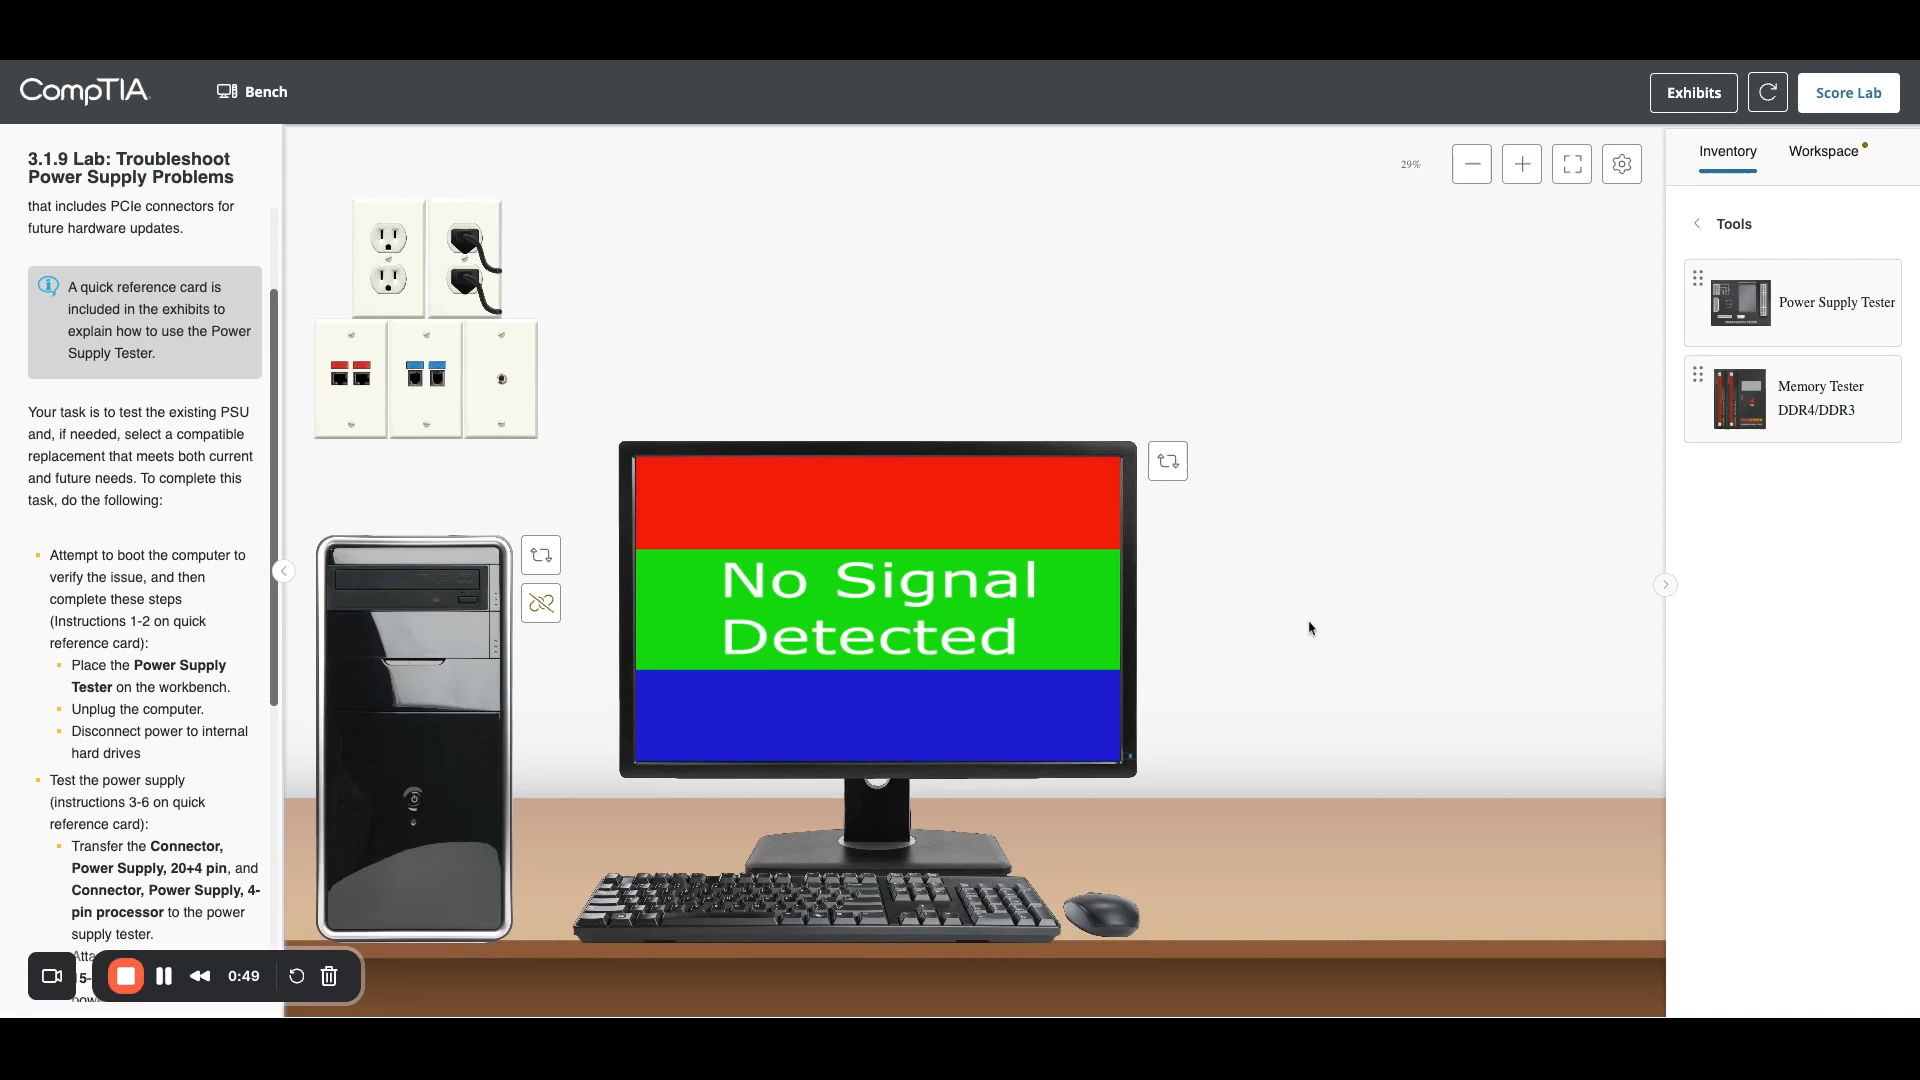 CompTIA
Bench
Exhibits
Score Lab
3.1.9 Lab: Troubleshoot
Power Supply Problems
that includes PCIe connectors for
future hardware updates.
A quick reference card is
included in the exhibits to
explain how to use the Power
Supply Tester.
Your task is to test the existing PSU
and, if needed, select a compatible
replacement that meets both current
and future needs. To complete this
task, do the following:
Attempt to boot the computer to
verify the issue, and then
complete these steps
(Instructions 1-2 on quick
reference card):
Place the Power Supply
Tester on the workbench.
Unplug the computer.
Disconnect power to internal
hard drives
Test the power supply
(instructions 3-6 on quick
reference card):
Transfer the Connector,
Power Supply, 20+4 pin, and
Connector, Power Supply, 4-
pin processor to the power
supply tester.
0:49
29%
No Signal
Detected
Inventory
Workspace
Tools
Power Supply Tester
Memory Tester
DDR4/DDR3